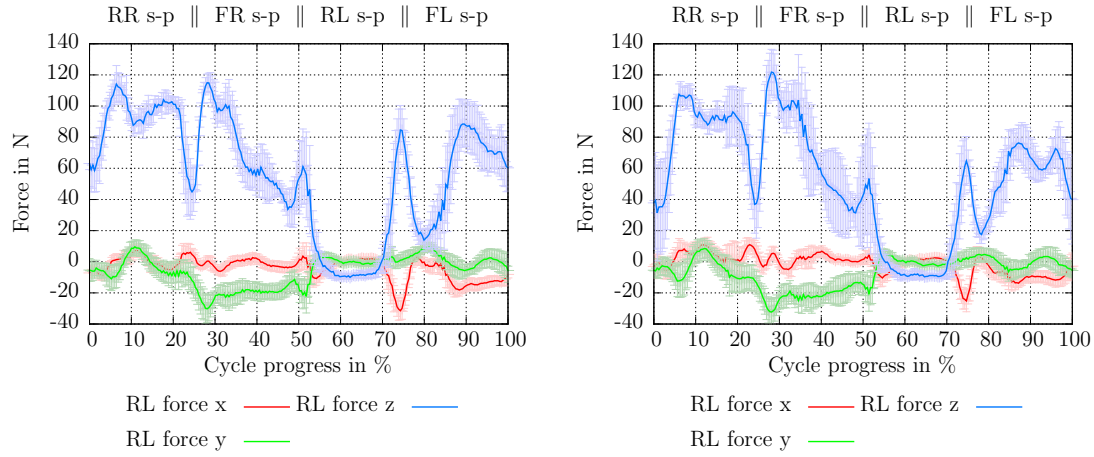 RR s-p ∥ FR s-p ∥ RL s-p ∥ FL s-p
140
120
100
80
60
40
20
0
-20
-40
Force in N
0 10 20 30 40 50 60 70 80 90 100
Cycle progress in %
RL force x RL force z
RL force y
RR s-p ∥ FR s-p ∥ RL s-p ∥ FL s-p
140
120
100
80
60
40
20
0
-20
-40
Force in N
0 10 20 30 40 50 60 70 80 90 100
Cycle progress in %
RL force x RL force z
RL force y